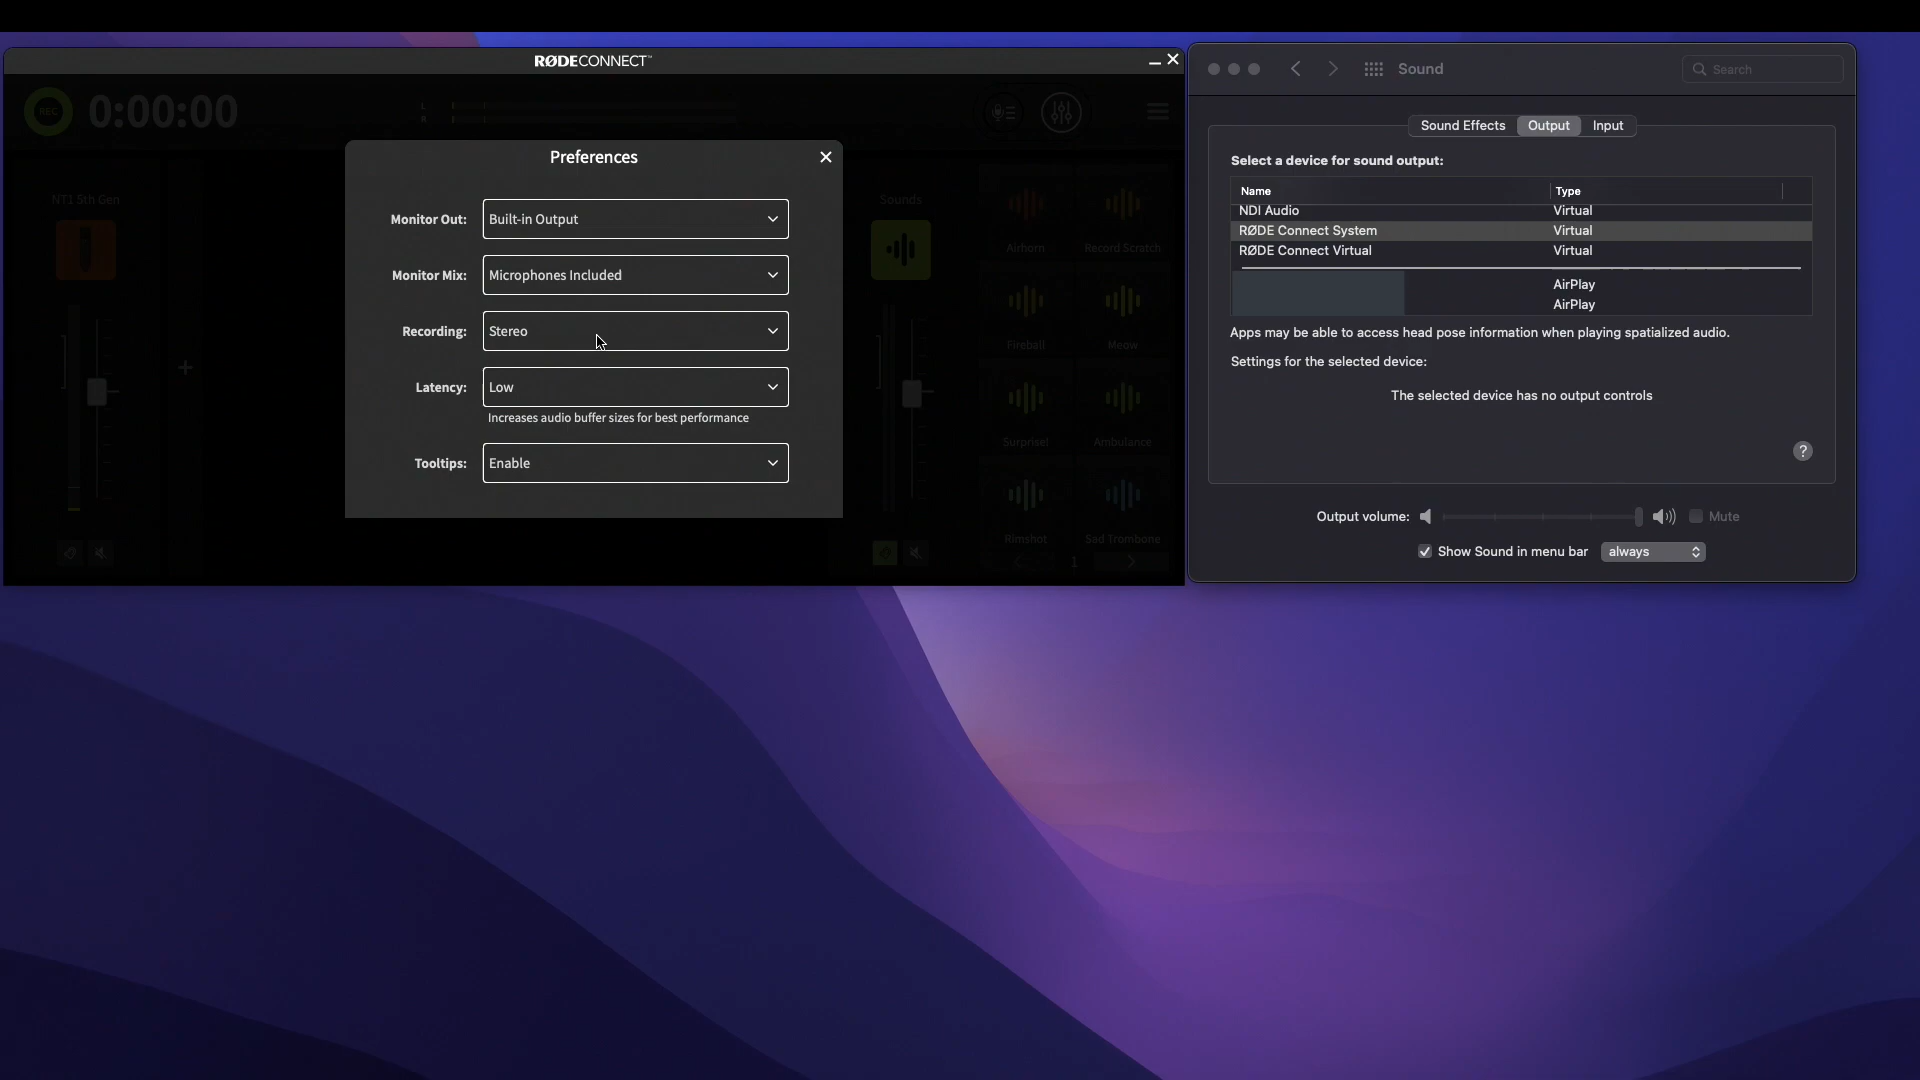 RØDECONNECT™
REC
0:00:00
L
R
NT1 5th Gen
Preferences
Monitor Out: Built-in Output
Monitor Mix: Microphones Included
Recording: Stereo
Latency: Low
Increases audio buffer sizes for best performance
Tooltips: Enable
Sounds
Airhorn Record Scratch
Fireball Meow
Surprise! Ambulance
Rimshot Sad Trombone
1
Sound
Search
Sound Effects Output Input
Select a device for sound output:
Name Type
NDI Audio Virtual
RØDE Connect System Virtual
RØDE Connect Virtual Virtual
AirPlay
AirPlay
Apps may be able to access head pose information when playing spatialized audio.
Settings for the selected device:
The selected device has no output controls
?
Output volume: Mute
Show Sound in menu bar always